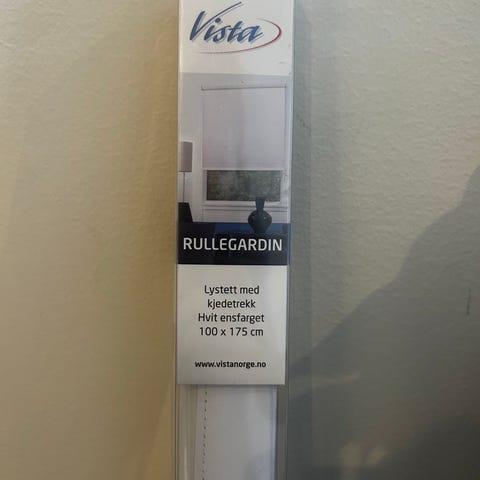 Vista
RULLEGARDIN
Lystett med
kjedetrekk
Hvit ensfarget
100 x 175 cm
www.vistanorge.no